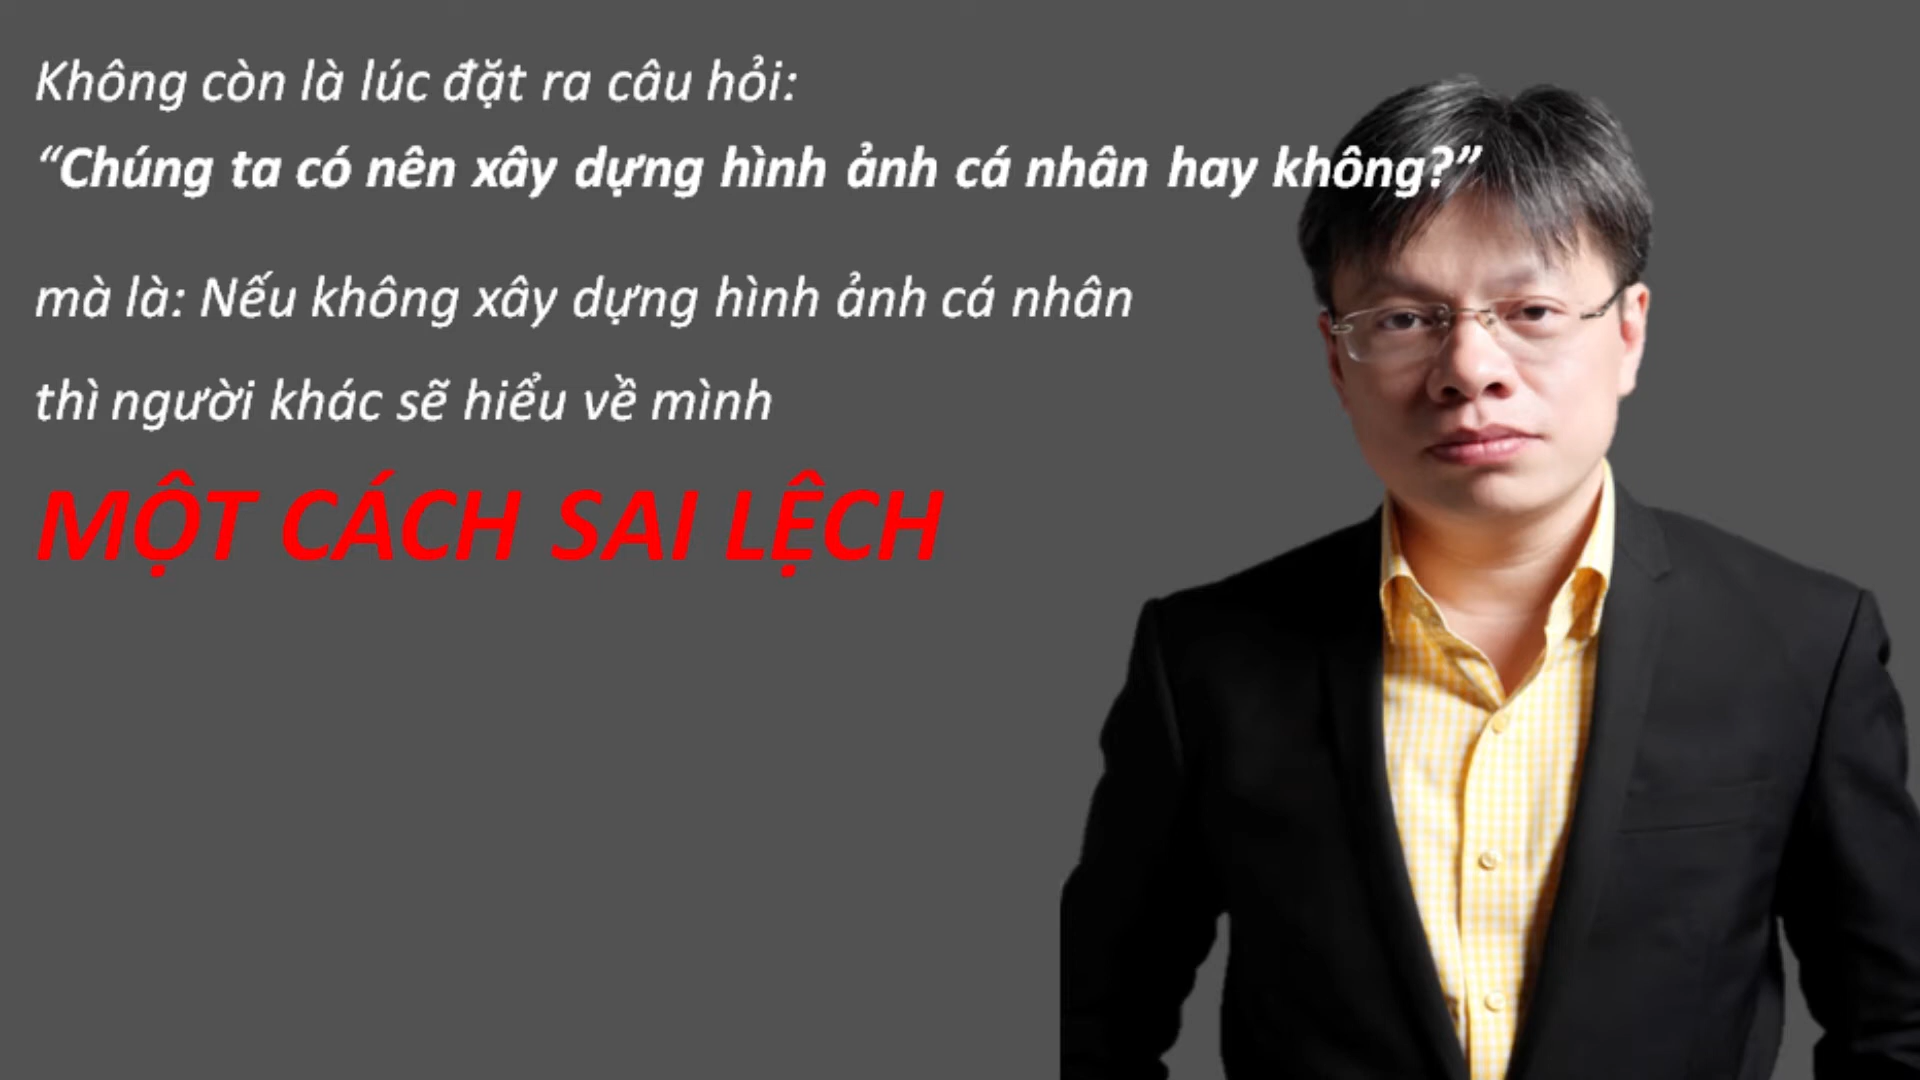 Không còn là lúc đặt ra câu hỏi:
“Chúng ta có nên xây dựng hình ảnh cá nhân hay không?”
mà là: Nếu không xây dựng hình ảnh cá nhân
thì người khác sẽ hiểu về mình
MỘT CÁCH SAI LỆCH